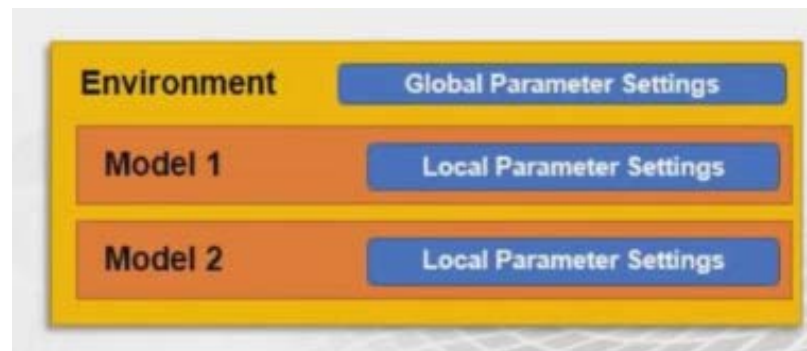 Environment
Global Parameter Settings
Model 1
Local Parameter Settings
Model 2
Local Parameter Settings